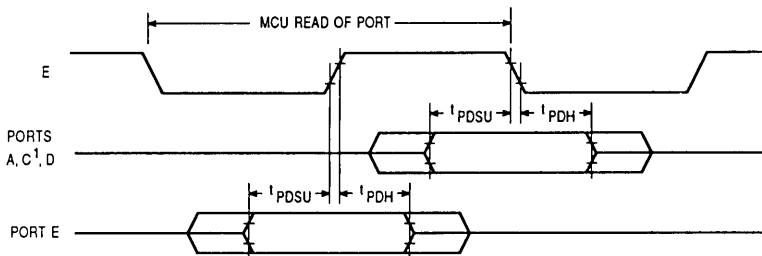 MCU READ OF PORT
E
t PDSU
t PDH
PORTS
A, C¹, D
t PDSU
t PDH
PORT E